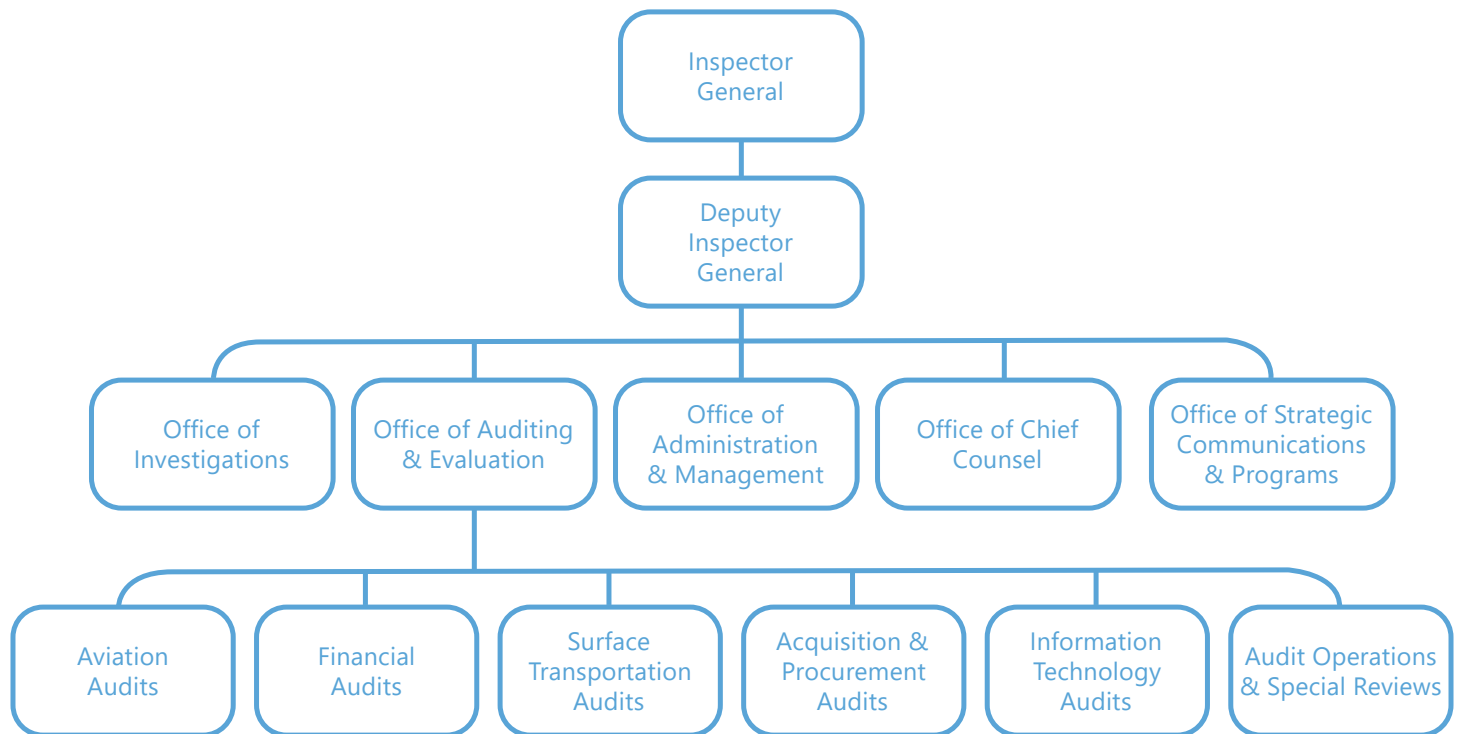 Inspector
General
Deputy
Inspector
General
Office of
Investigations
Office of Auditing
& Evaluation
Office of
Administration
& Management
Office of Chief
Counsel
Office of Strategic
Communications
& Programs
Aviation
Audits
Financial
Audits
Surface
Transportation
Audits
Acquisition &
Procurement
Audits
Information
Technology
Audits
Audit Operations
& Special Reviews